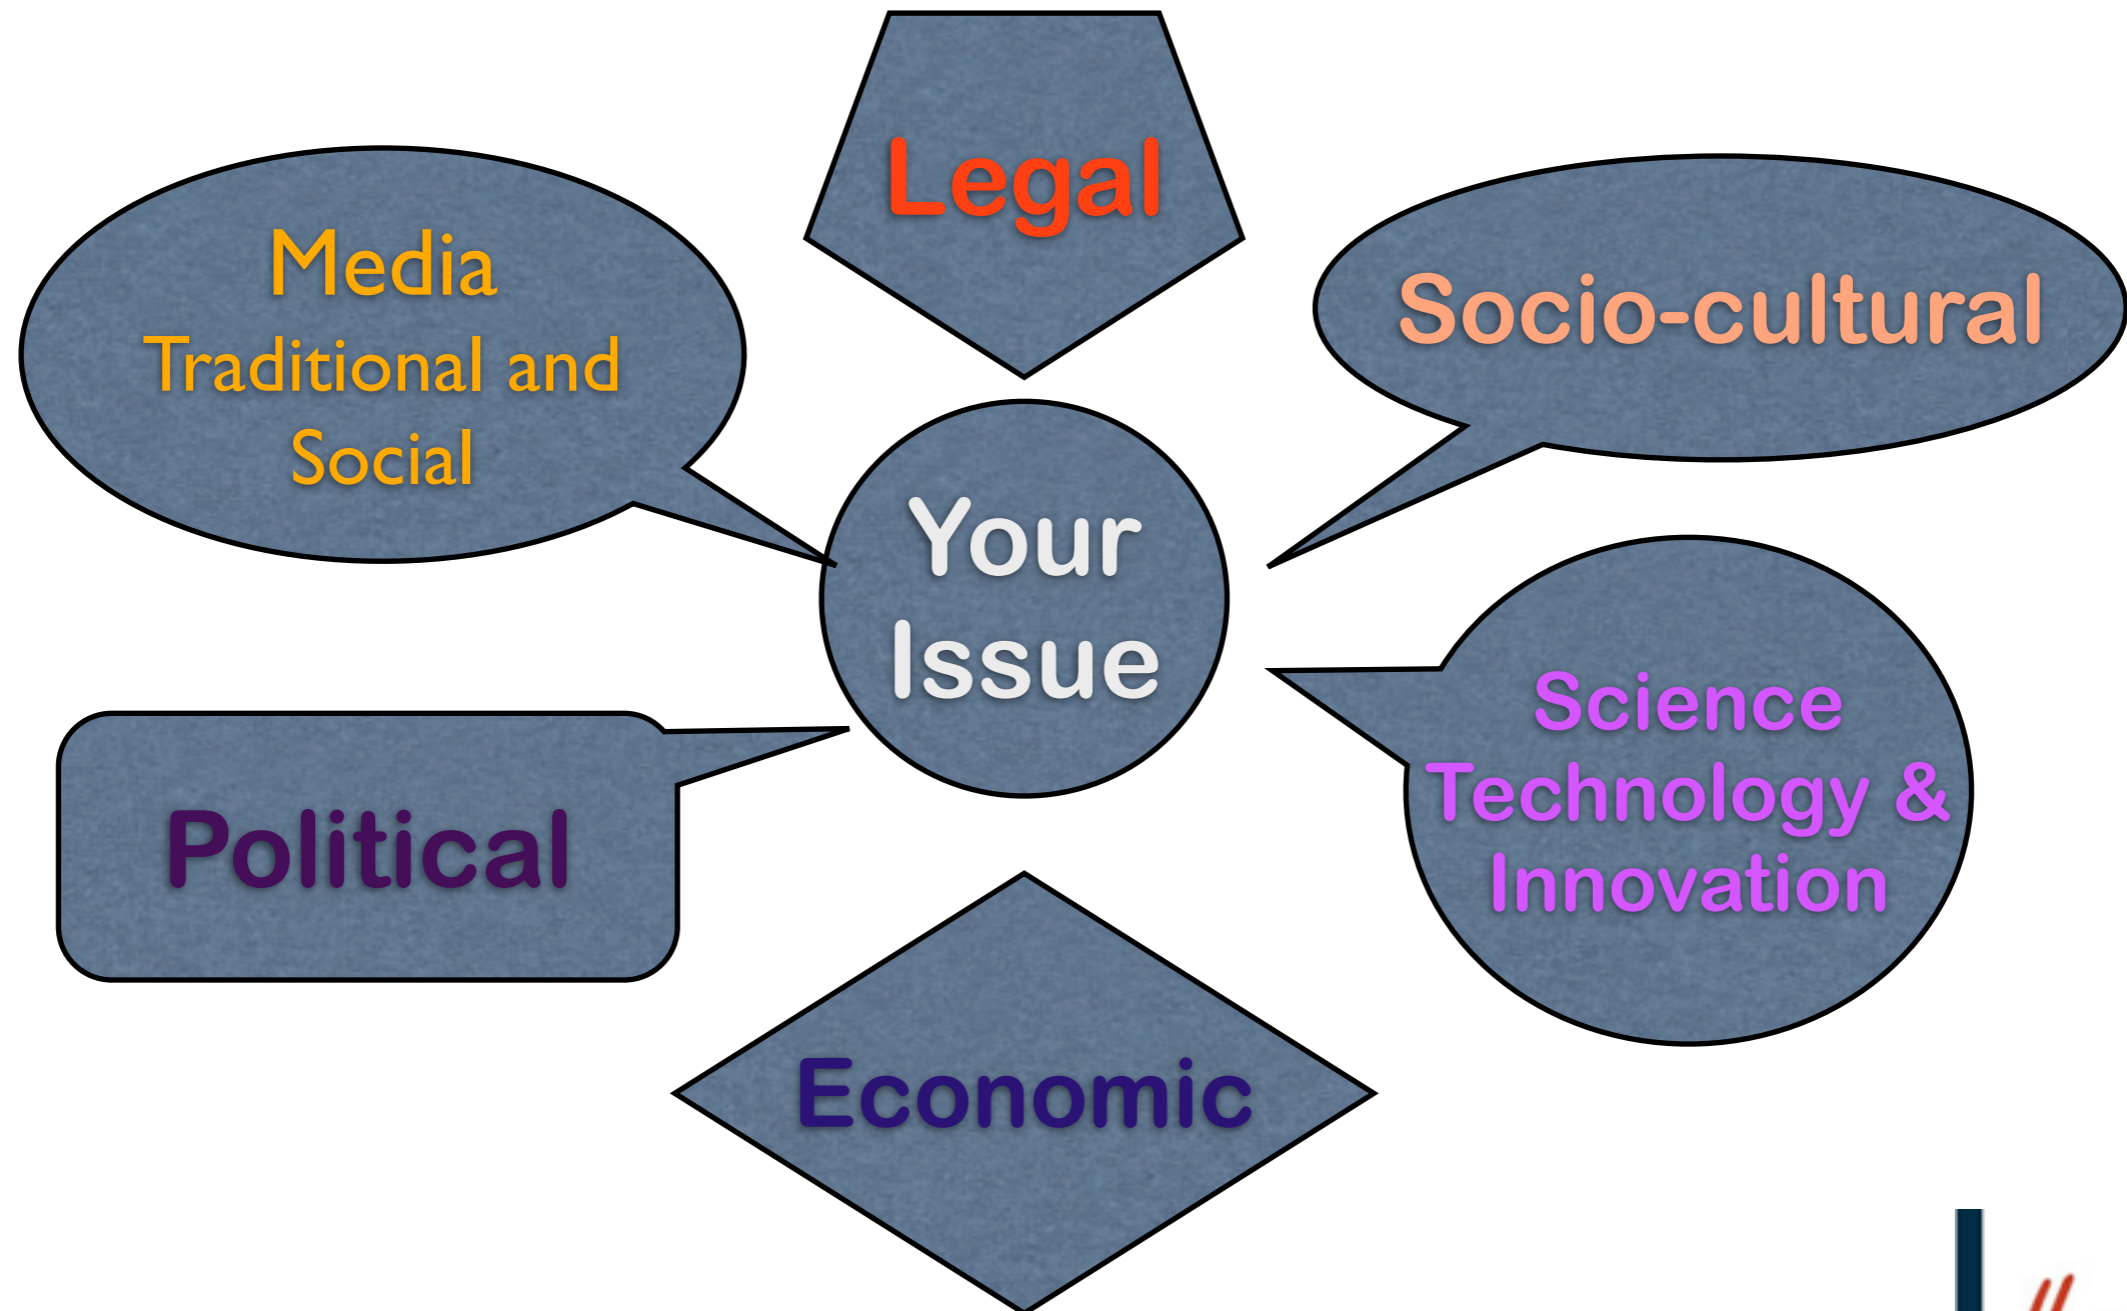 Legal
Media
Traditional and
Social
Socio-cultural
Your
Issue
Science
Technology &
Innovation
Political
Economic